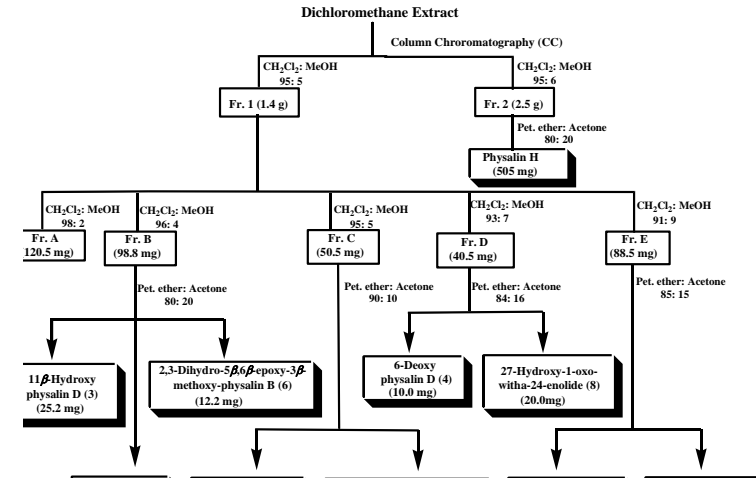 Dichloromethane Extract
Column Chroromatography (CC)
CH2Cl2: MeOH
95: 5
CH2Cl2: MeOH
95: 6
Fr. 1 (1.4 g)
Fr. 2 (2.5 g)
Pet. ether: Acetone
80: 20
Physalin H
(505 mg)
CH2Cl2: MeOH
98: 2
CH2Cl2: MeOH
96: 4
CH2Cl2: MeOH
95: 5
CH2Cl2: MeOH
93: 7
CH2Cl2: MeOH
91: 9
Fr. A
120.5 mg)
Fr. B
(98.8 mg)
Fr. C
(50.5 mg)
Fr. D
(40.5 mg)
Fr. E
(88.5 mg)
Pet. ether: Acetone
80: 20
Pet. ether: Acetone
90: 10
Pet. ether: Acetone
84: 16
Pet. ether: Acetone
85: 15
11β-Hydroxy
physalin D (3)
(25.2 mg)
2,3-Dihydro-5β,6β-epoxy-3β-
methoxy-physalin B (6)
(12.2 mg)
6-Deoxy
physalin D (4)
(10.0 mg)
27-Hydroxy-1-oxo-
witha-24-enolide (8)
(20.0mg)